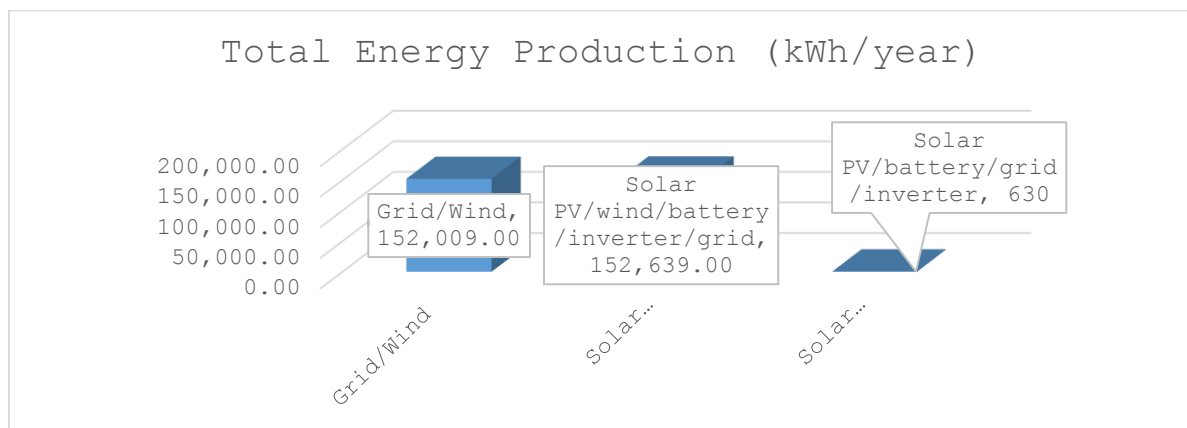 Total Energy Production (kWh/year)
200,000.00
150,000.00
100,000.00
50,000.00
0.00
Grid/Wind,
152,009.00
Solar
PV/wind/battery
/inverter/grid,
152,639.00
Solar
PV/battery/grid
/inverter, 630
Grid/Wind
Solar…
Solar…